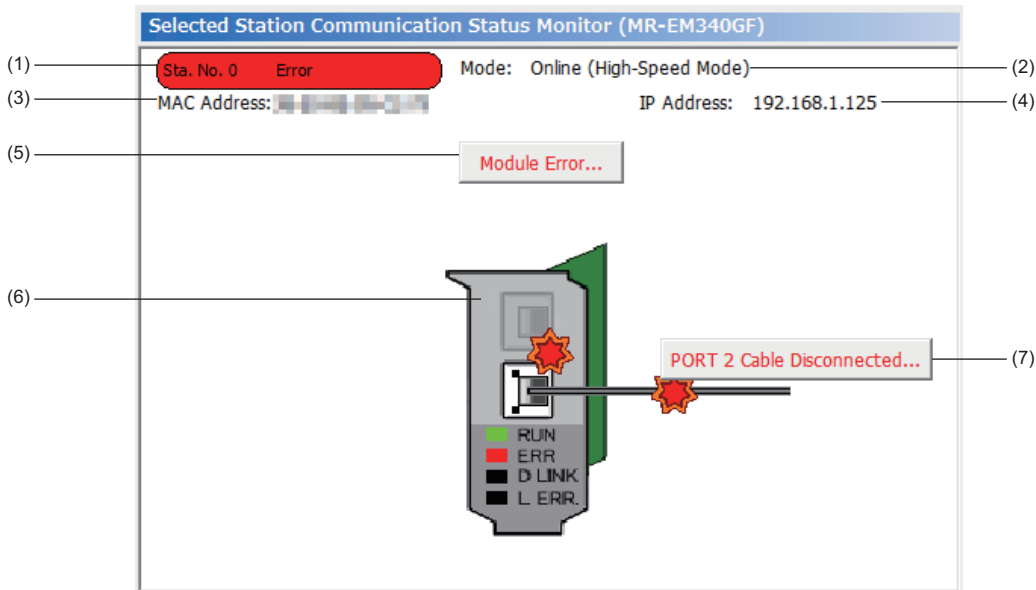 Selected Station Communication Status Monitor (MR-EM340GF)
(1) Sta. No. 0 Error Mode: Online (High-Speed Mode) (2)
(3) MAC Address: IP Address: 192.168.1.125 (4)
(5) Module Error...
(6)
PORT 2 Cable Disconnected... (7)
RUN
ERR
D LINK
L ERR.